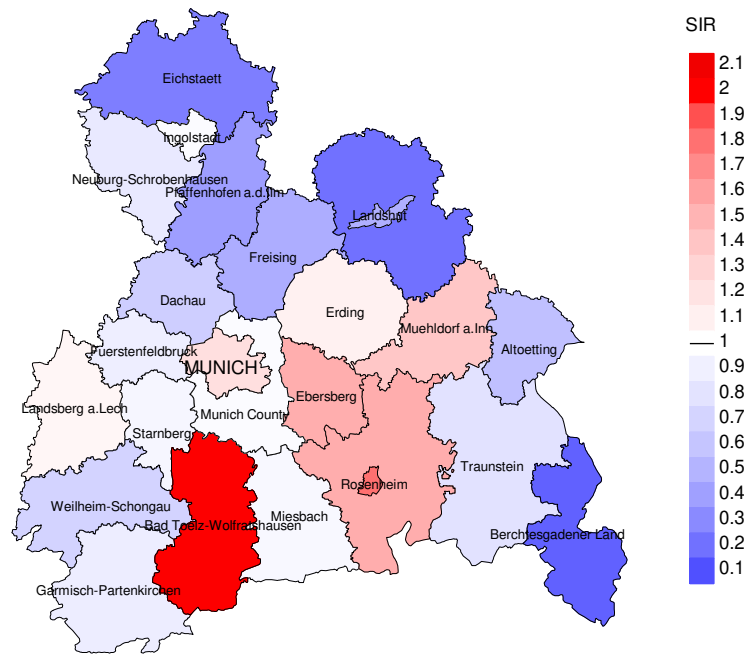 SIR
2.1
2
1.9
1.8
1.7
1.6
1.5
1.4
1.3
1.2
1.1
1
0.9
0.8
0.7
0.6
0.5
0.4
0.3
0.2
0.1
Eichstaett
Ingolstadt
Neuburg-Schrobenhausen
Pfaffenhofen a.d.Ilm
Landshut
Freising
Dachau
Erding
Muehldorf a.Inn
Altoetting
Fuerstenfeldbruck
MUNICH
Ebersberg
Landsberg a.Lech
Munich County
Starnberg
Traunstein
Rosenheim
Weilheim-Schongau
Miesbach
Bad Toelz-Wolfratshausen
Berchtesgadener Land
Garmisch-Partenkirchen